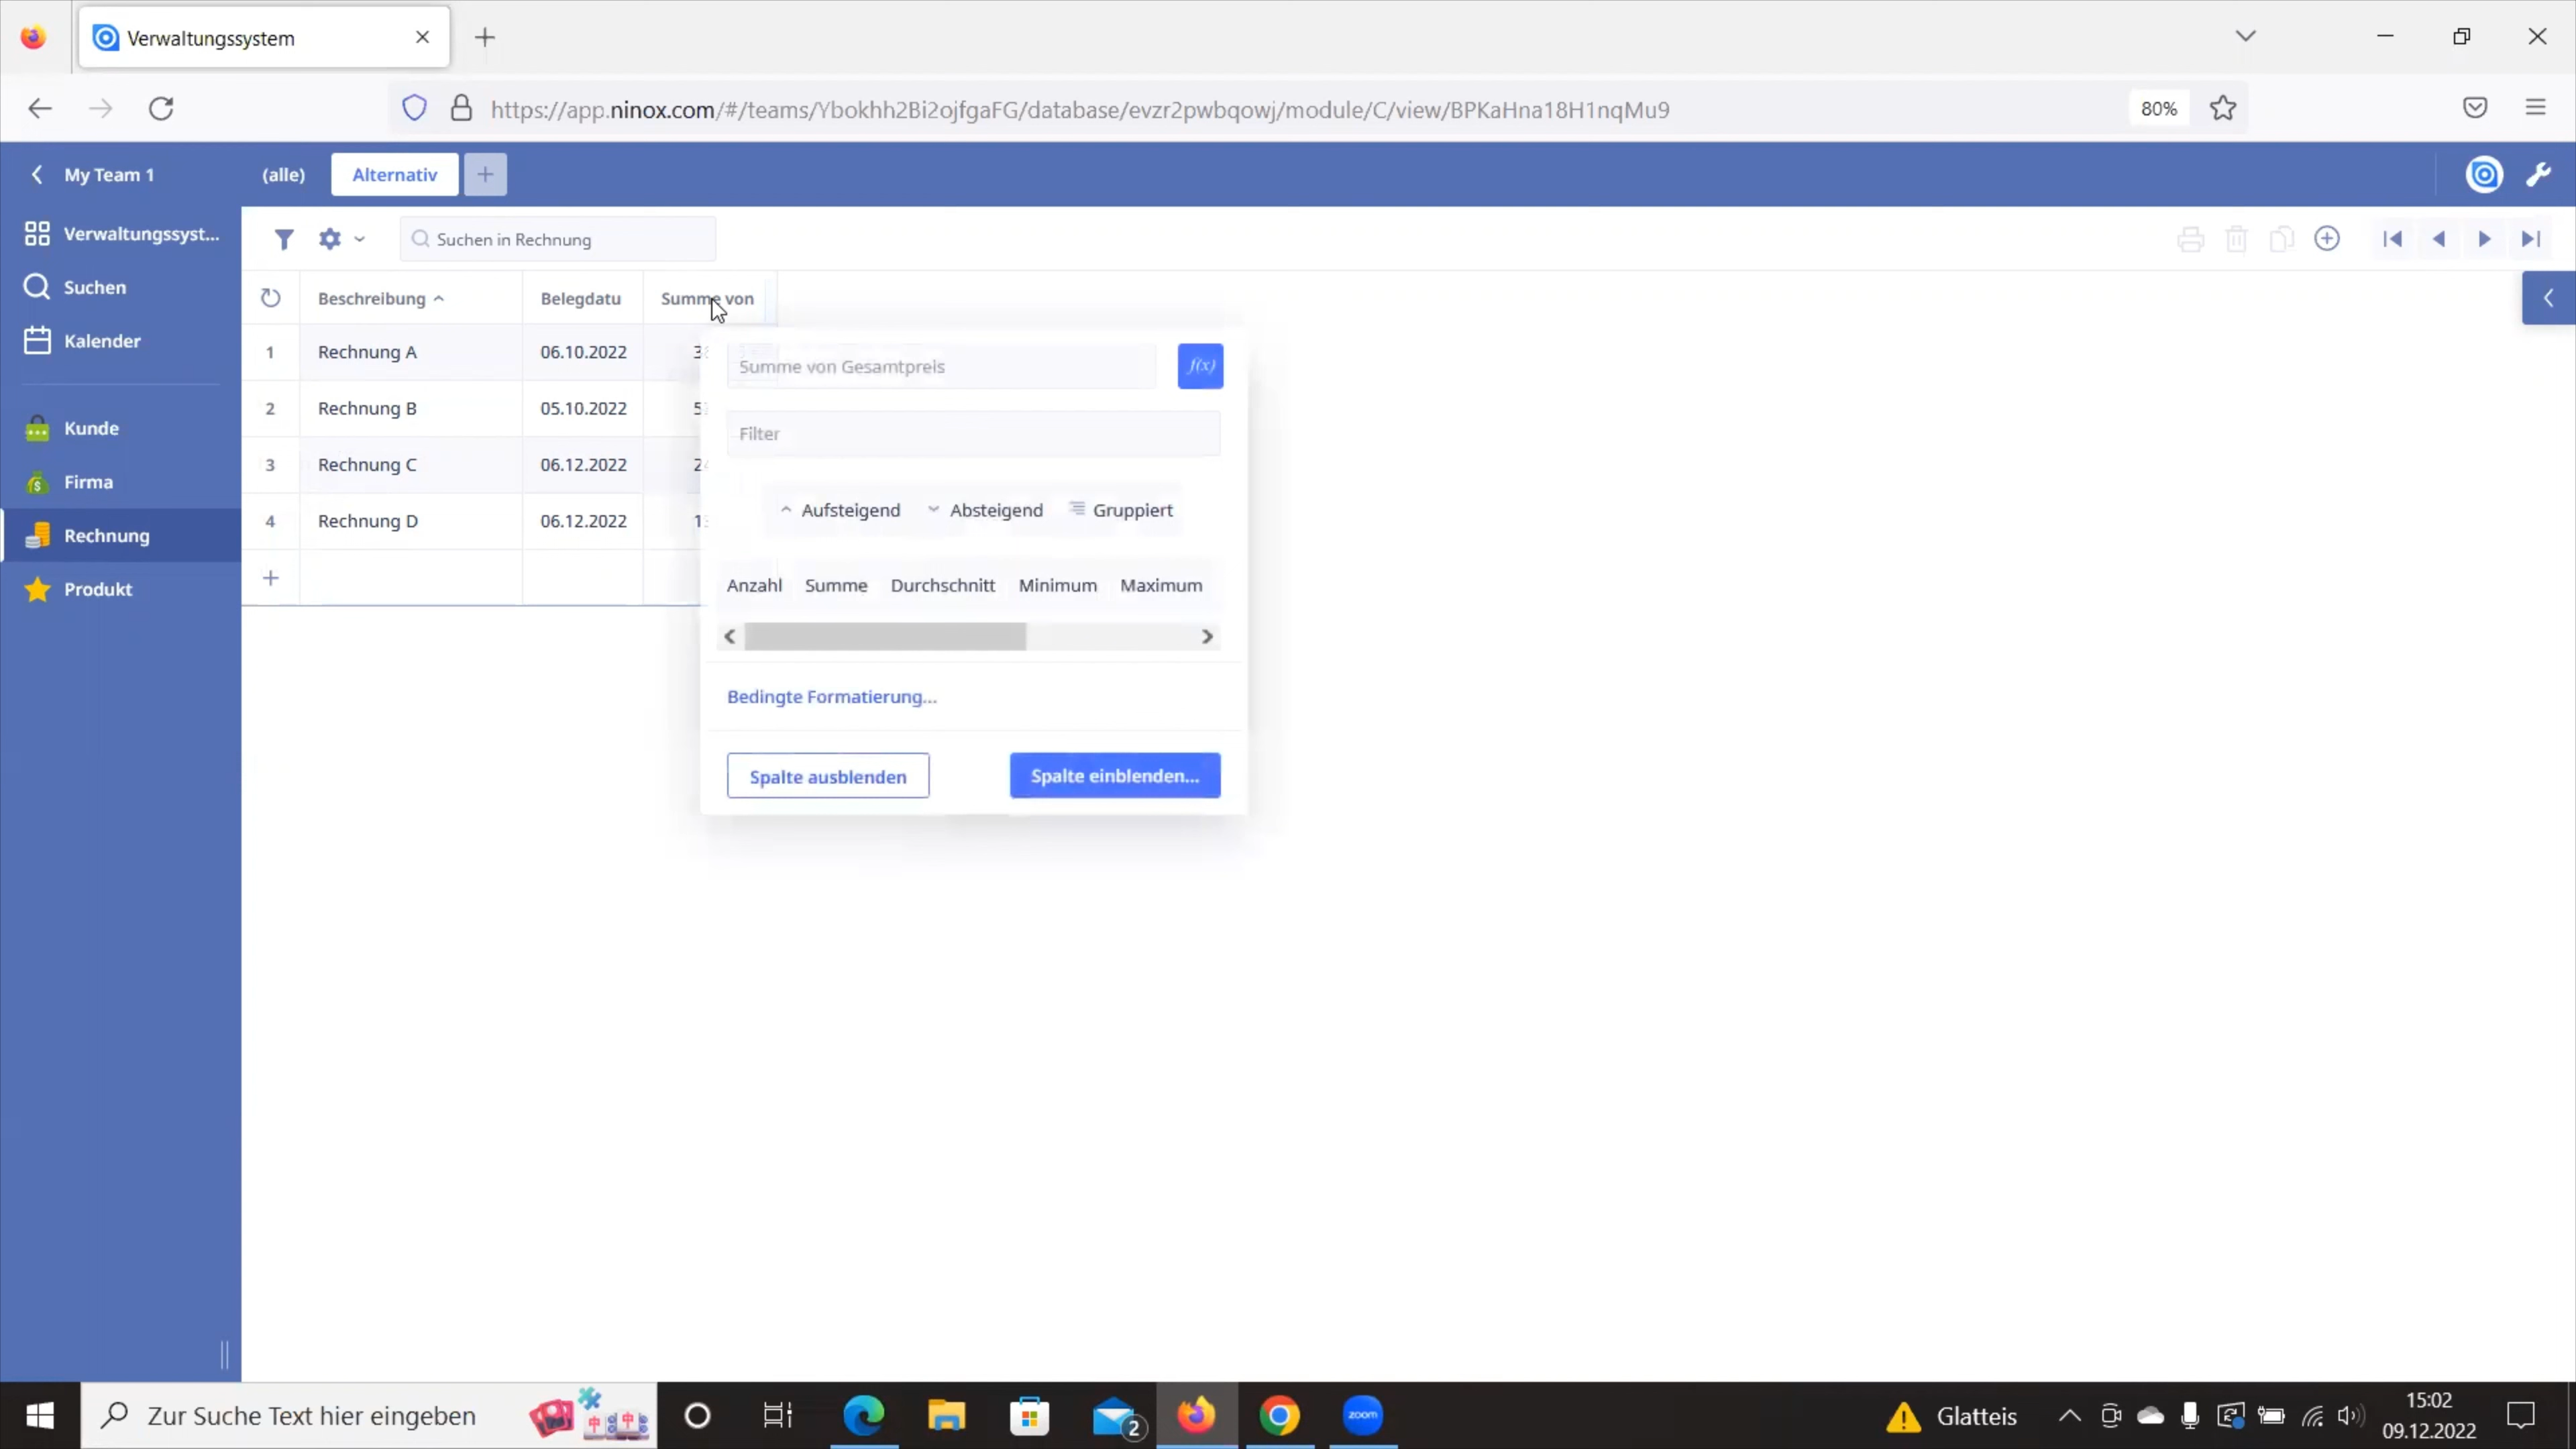 Verwaltungssystem
https://app.ninox.com/#/teams/Ybokhh2Bi2ojfgaFG/database/evzr2pwbqowj/module/C/view/BPKaHna18H1nqMu9
80%
My Team 1
(alle)
Alternativ
Verwaltungssyst...
Suchen in Rechnung
Suchen
Kalender
Kunde
Firma
Rechnung
Produkt
Beschreibung
Belegdatu
Summe von
1 Rechnung A 06.10.2022
2 Rechnung B 05.10.2022
3 Rechnung C 06.12.2022
4 Rechnung D 06.12.2022
Summe von Gesamtpreis
f(x)
Filter
Aufsteigend Absteigend Gruppiert
Anzahl Summe Durchschnitt Minimum Maximum
Bedingte Formatierung...
Spalte ausblenden
Spalte einblenden...
Zur Suche Text hier eingeben
2
zoom
Glatteis
15:02
09.12.2022